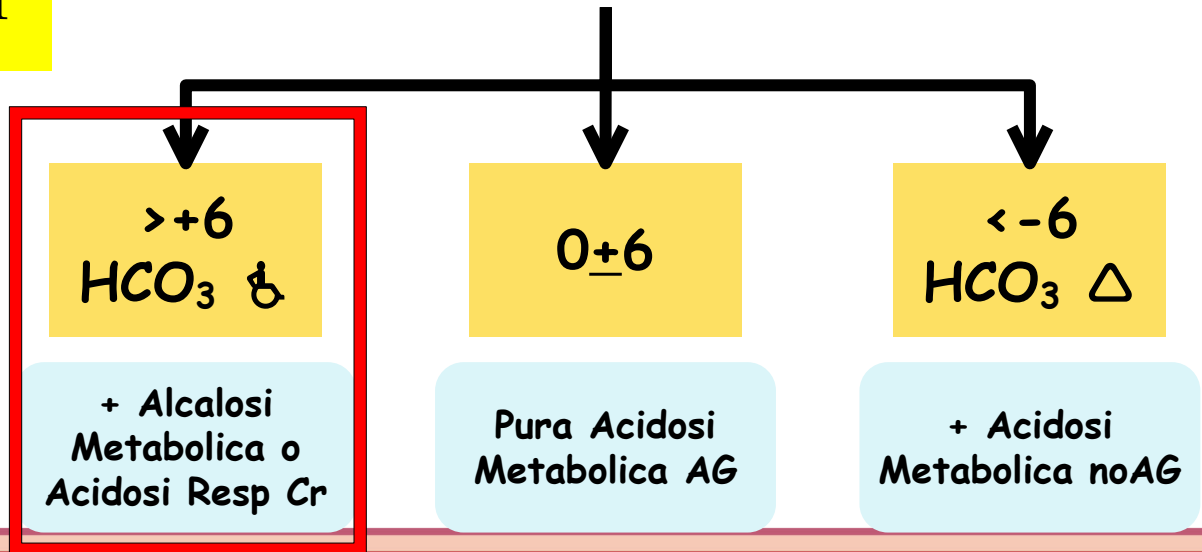 >+6
HCO₃ ♿
0±6
<-6
HCO₃ △
+ Alcalosi
Metabolica o
Acidosi Resp Cr
Pura Acidosi
Metabolica AG
+ Acidosi
Metabolica noAG